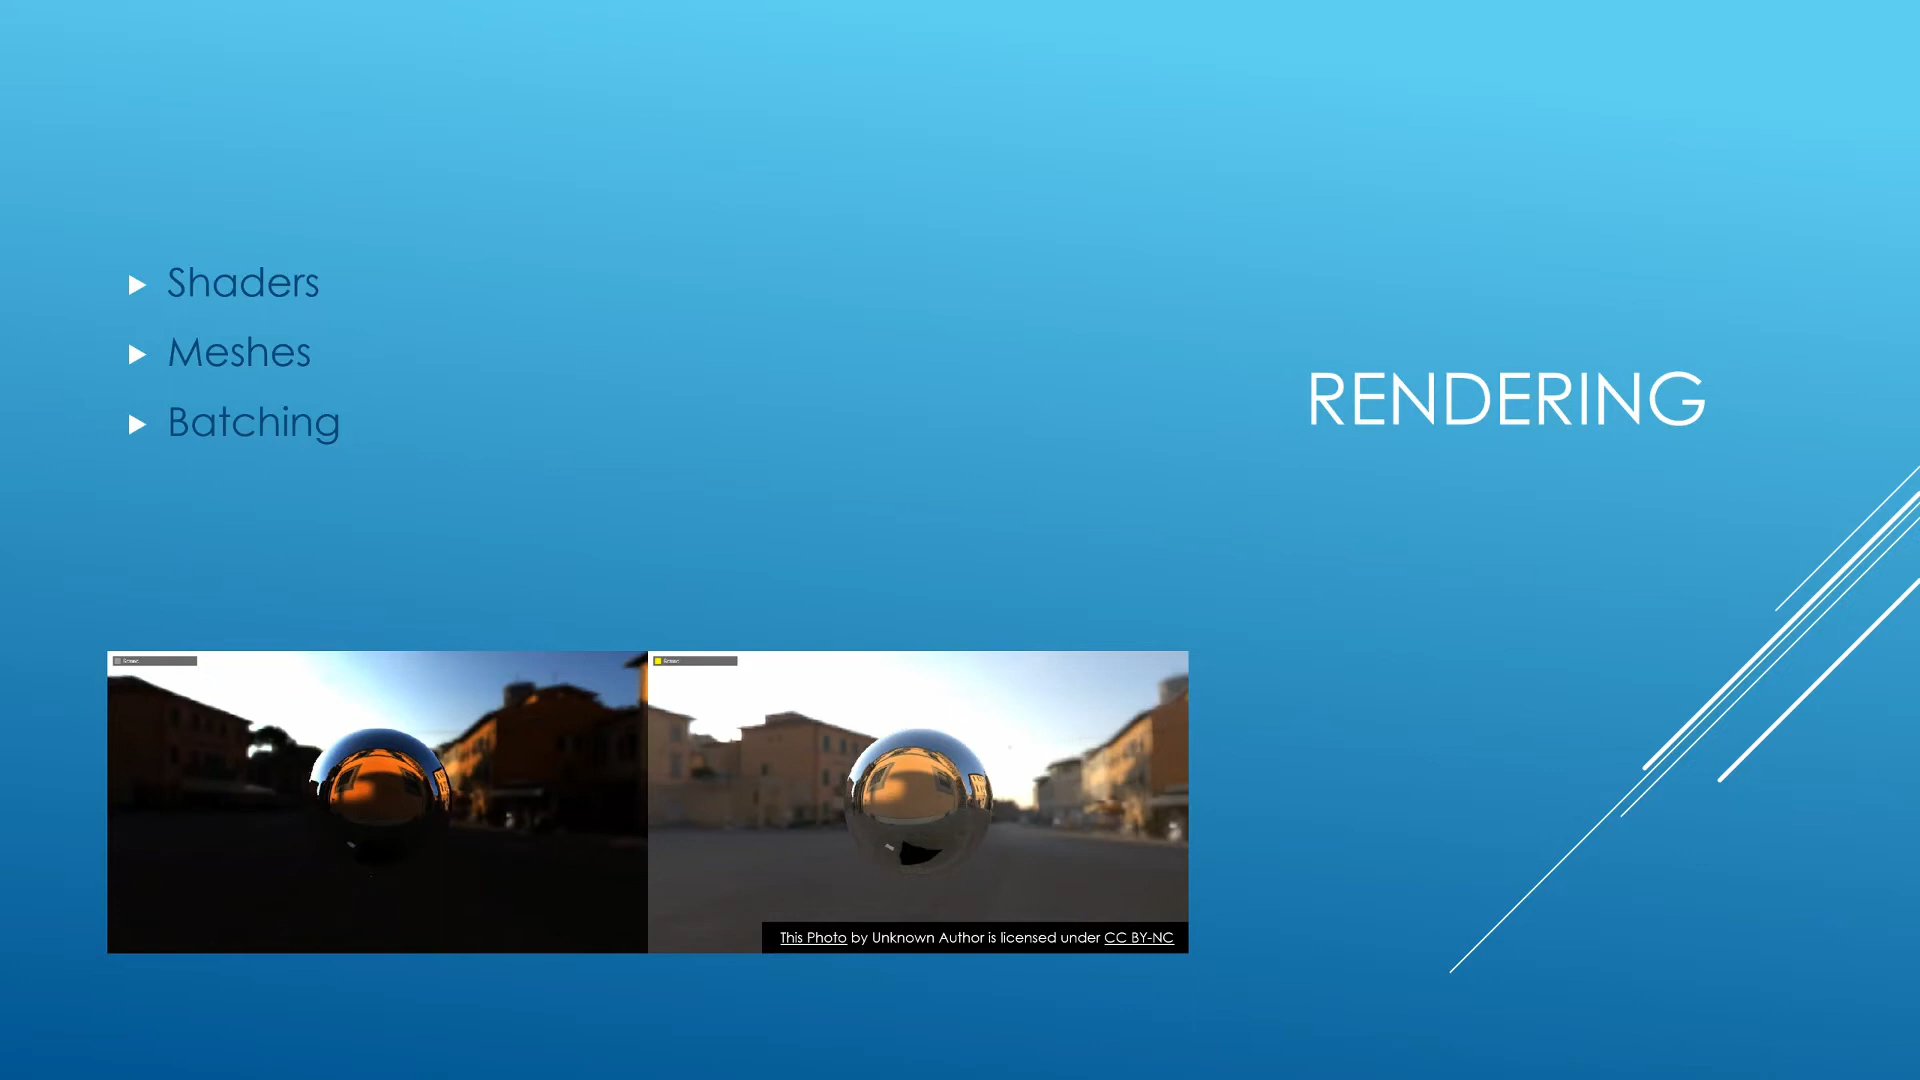 Shaders
Meshes
Batching
RENDERING
This Photo by Unknown Author is licensed under CC BY-NC